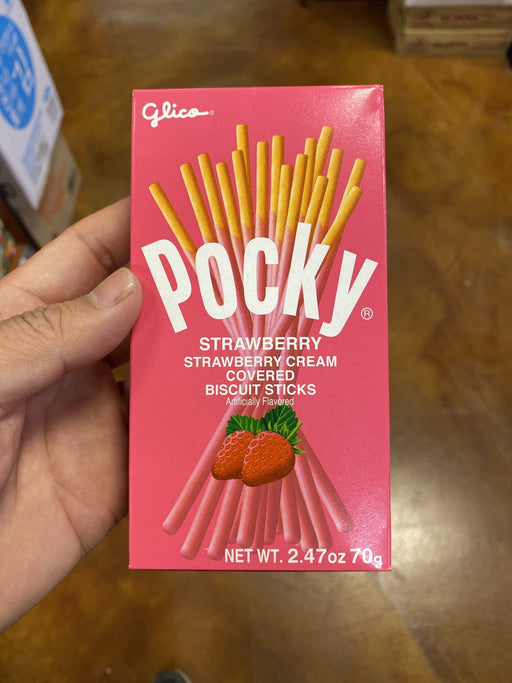 Glico®
Pocky®
STRAWBERRY
STRAWBERRY CREAM
COVERED
BISCUIT STICKS
Artificially Flavored
NET WT. 2.47oz 70g